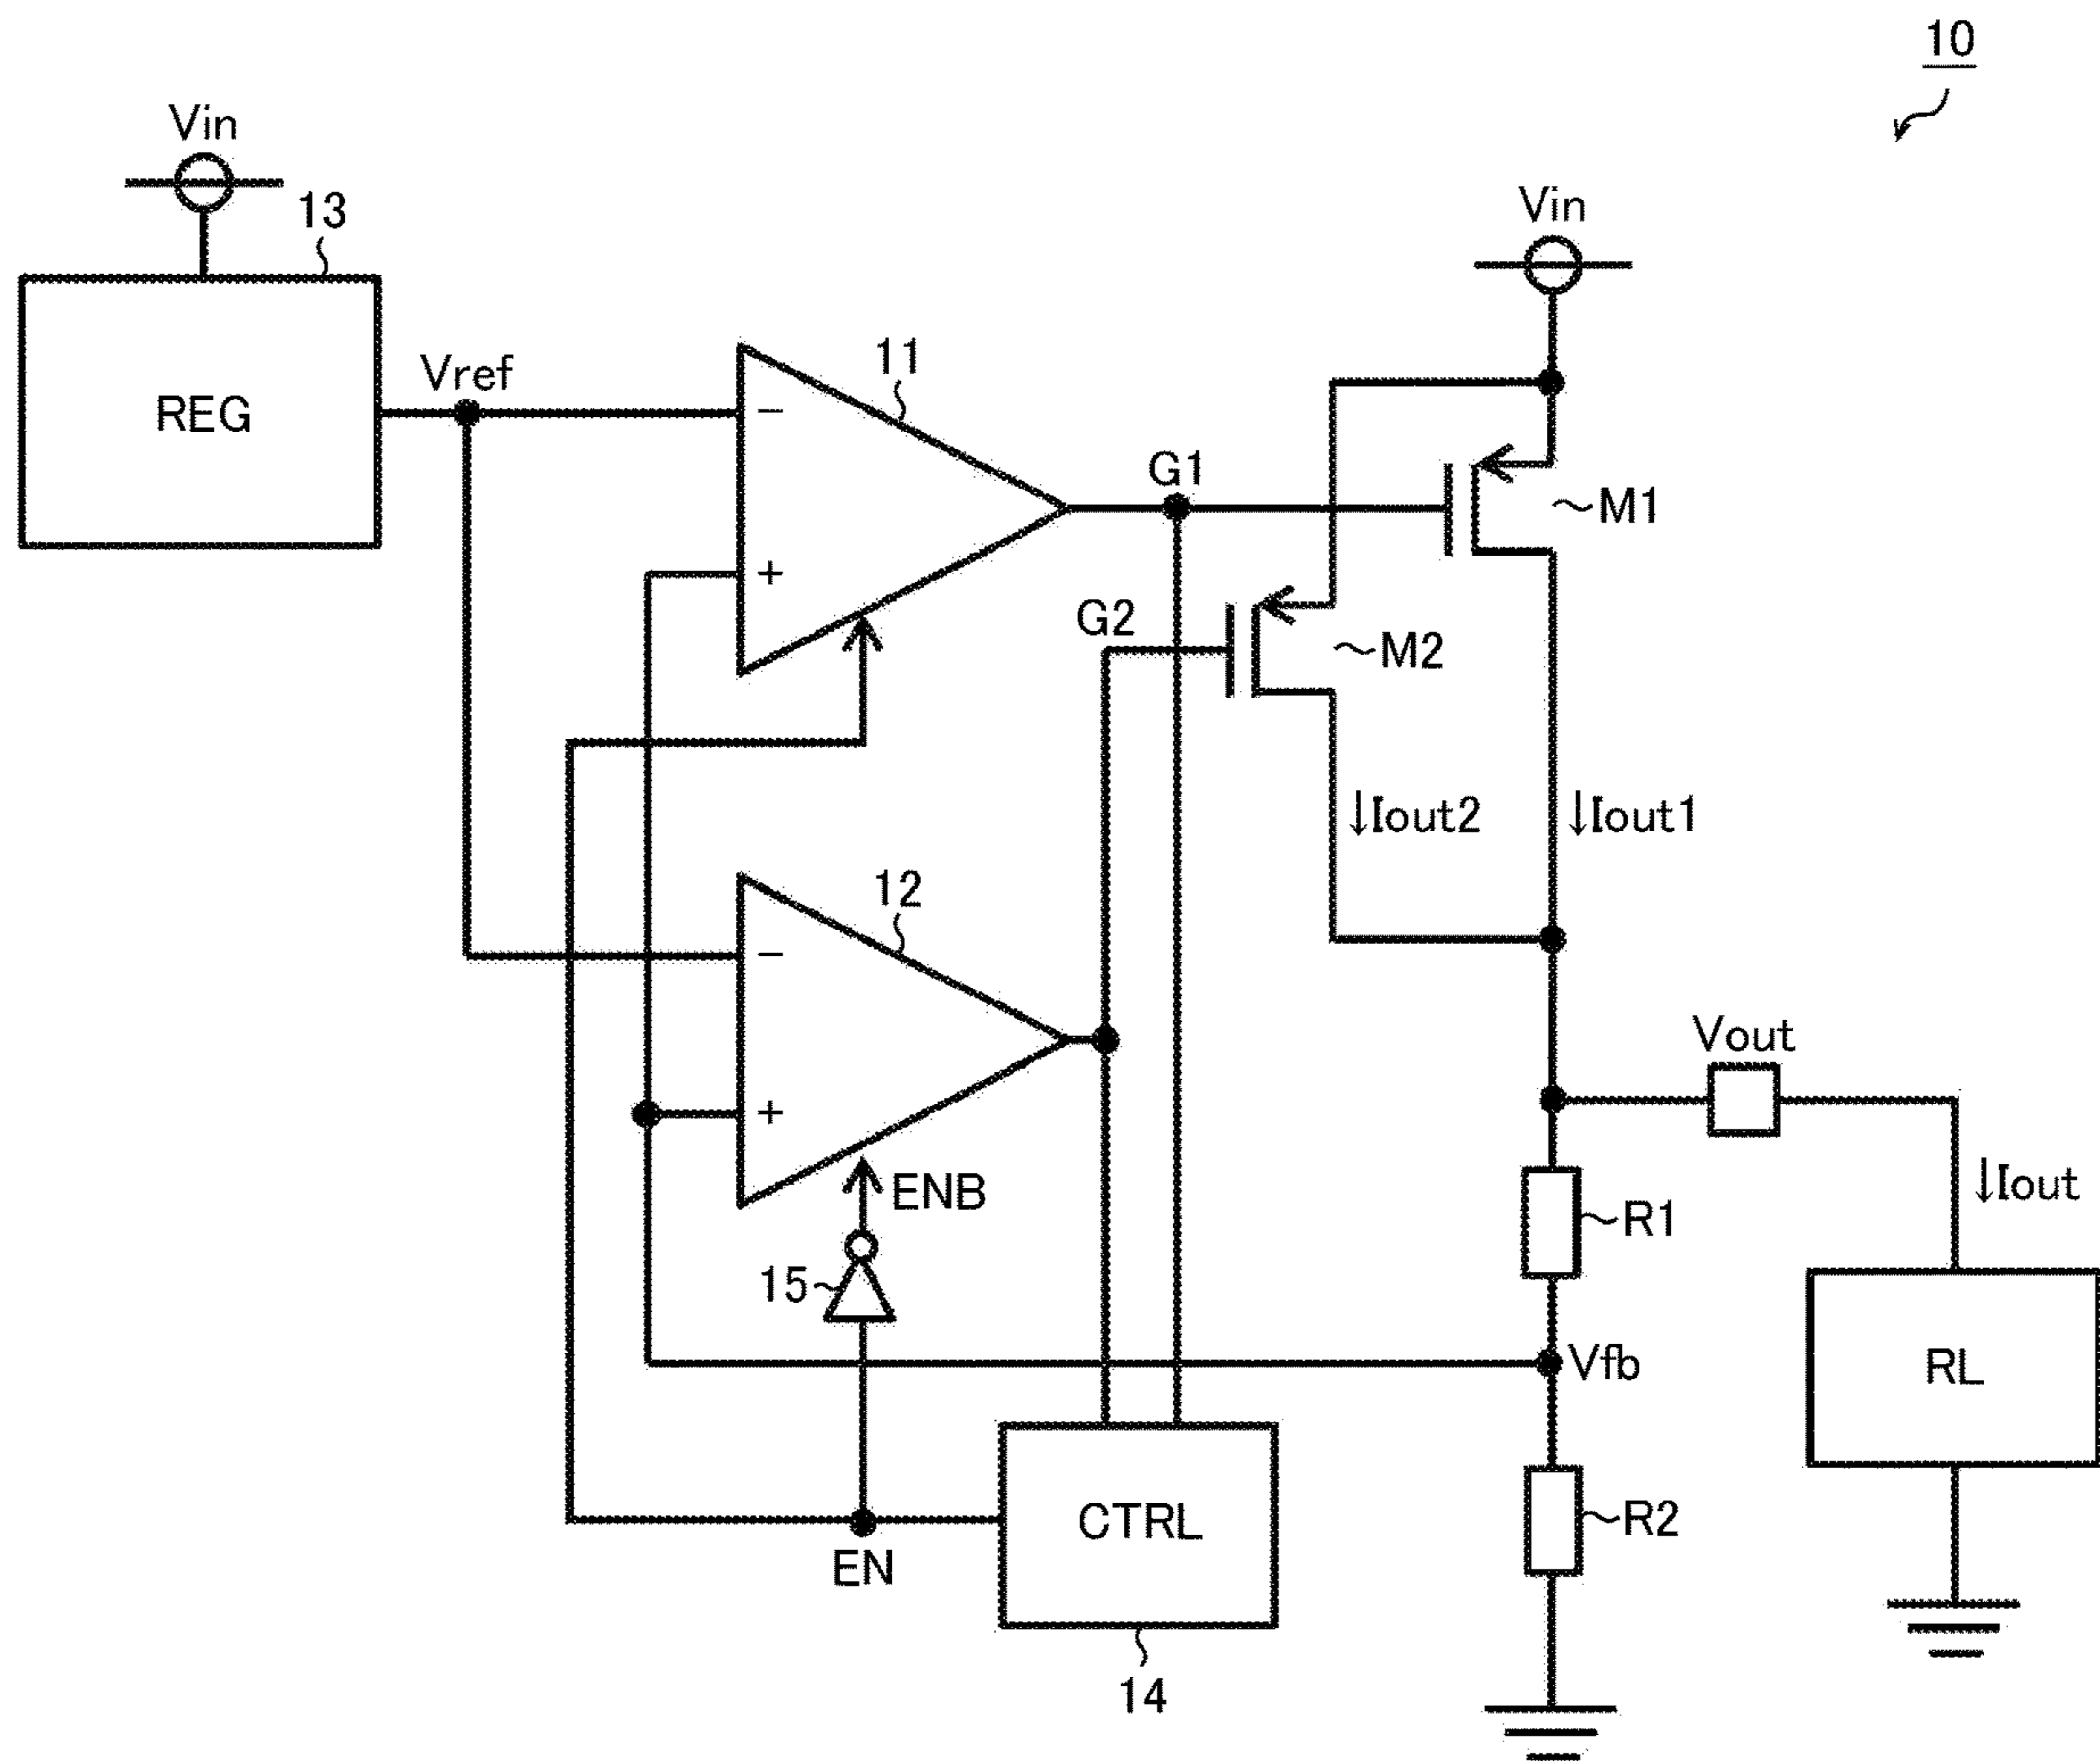 10
Vin
13
Vin
REG
Vref
−
11
G1
M1
+
G2
M2
Iout2
Iout1
12
−
Vout
+
ENB
Iout
R1
15
Vfb
RL
CTRL
R2
EN
14